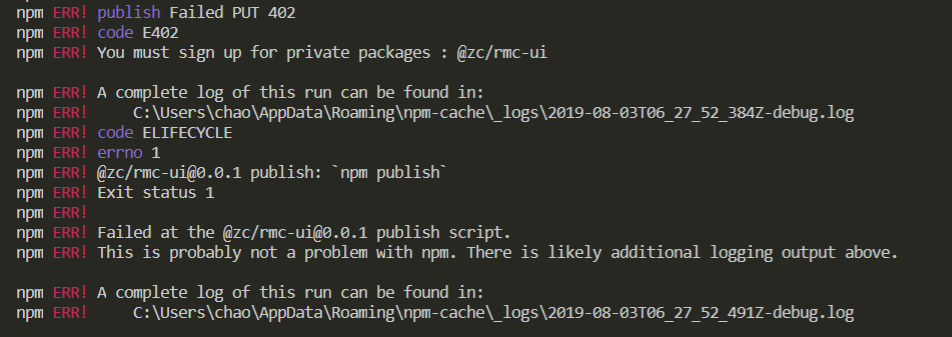 npm ERR! publish Failed PUT 402
npm ERR! code E402
npm ERR! You must sign up for private packages : @zc/rmc-ui
npm ERR! A complete log of this run can be found in:
npm ERR!     C:\Users\chao\AppData\Roaming\npm-cache\_logs\2019-08-03T06_27_52_384Z-debug.log
npm ERR! code ELIFECYCLE
npm ERR! errno 1
npm ERR! @zc/rmc-ui@0.0.1 publish: `npm publish`
npm ERR! Exit status 1
npm ERR!
npm ERR! Failed at the @zc/rmc-ui@0.0.1 publish script.
npm ERR! This is probably not a problem with npm. There is likely additional logging output above.
npm ERR! A complete log of this run can be found in:
npm ERR!     C:\Users\chao\AppData\Roaming\npm-cache\_logs\2019-08-03T06_27_52_491Z-debug.log